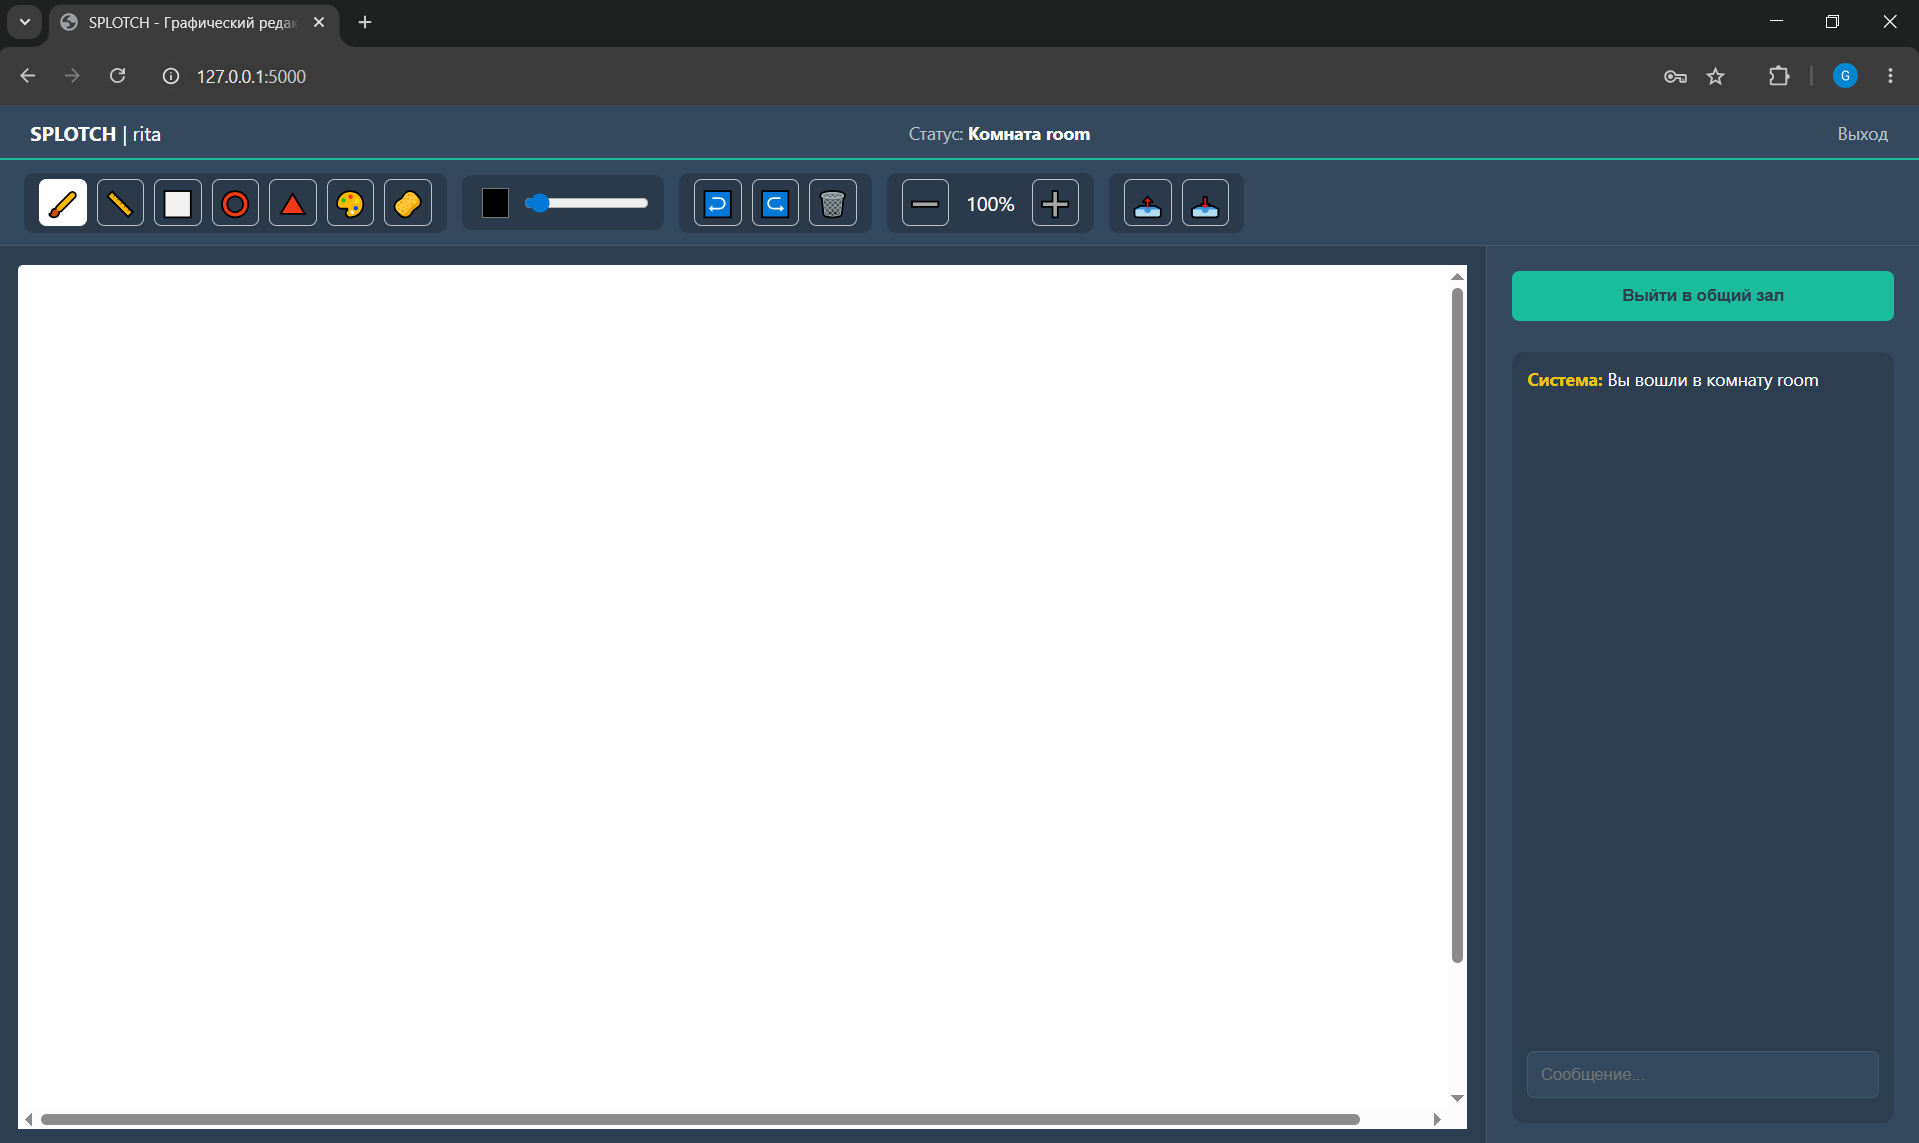 SPLOTCH - Графический редак
127.0.0.1:5000
G
SPLOTCH | rita
Статус: Комната room
Выход
100%
Выйти в общий зал
Система: Вы вошли в комнату room
Сообщение...